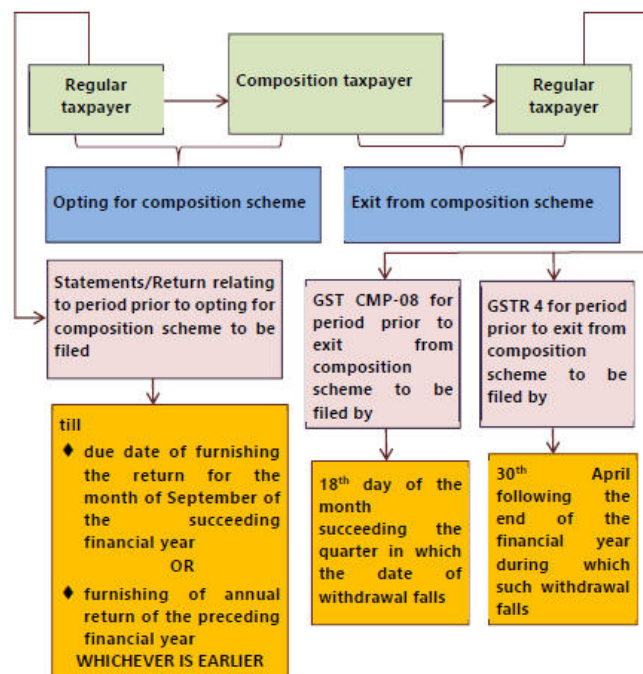 Regular
taxpayer
Composition taxpayer
Regular
taxpayer
Opting for composition scheme
Exit from composition scheme
Statements/Return relating
to period prior to opting for
composition scheme to be
filed
GST CMP-08 for
period prior to
exit from
composition
scheme to be
filed by
GSTR 4 for period
prior to exit from
composition
scheme to be
filed by
till
♦ due date of furnishing
the return for the
month of September of
the succeeding
financial year
OR
♦ furnishing of annual
return of the preceding
financial year
WHICHEVER IS EARLIER
18th day of the
month
succeeding the
quarter in which
the date of
withdrawal falls
30th April
following the
end of the
financial year
during which
such withdrawal
falls